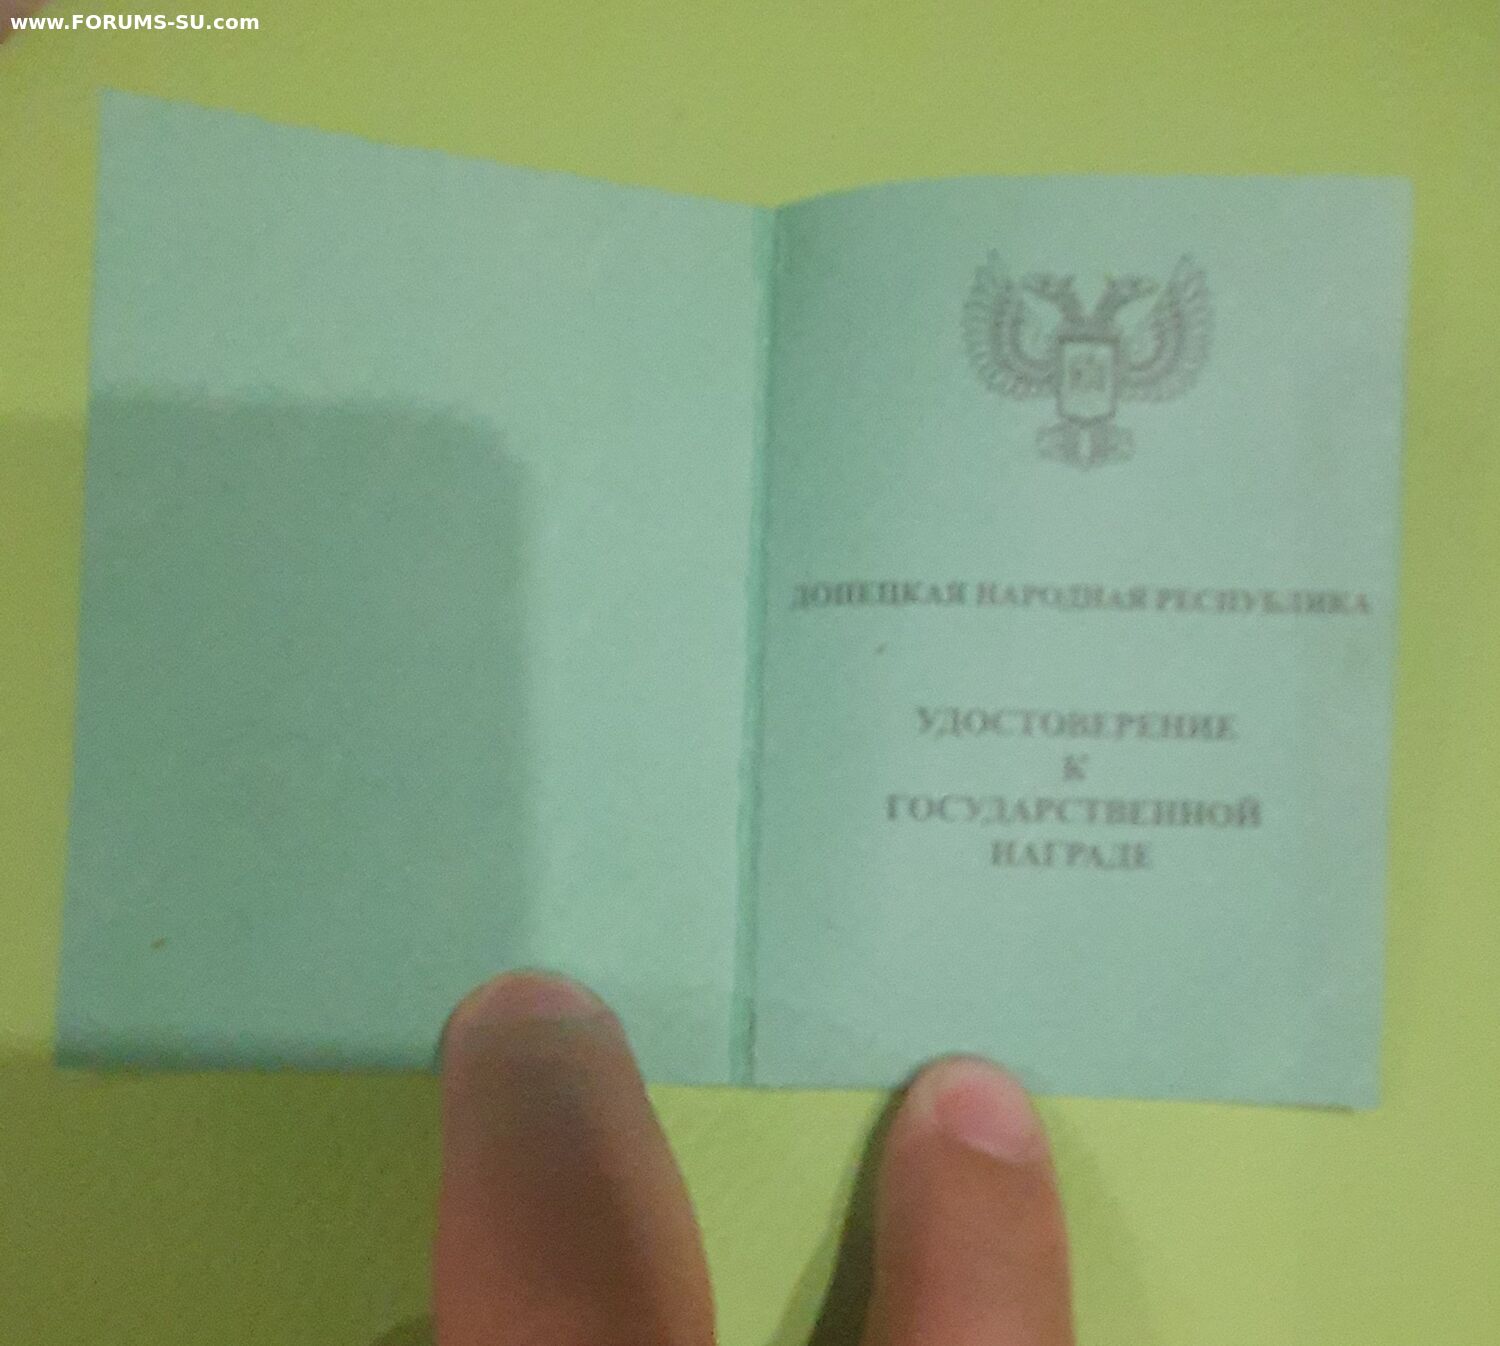 www.FORUMS-SU.com
ДОНЕЦКАЯ НАРОДНАЯ РЕСПУБЛИКА
УДОСТОВЕРЕНИЕ
К
ГОСУДАРСТВЕННОЙ
НАГРАДЕ